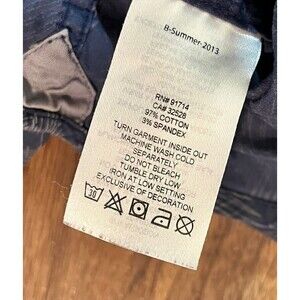 B-Summer-2013
RN# 91714
CA# 32528
97% COTTON
3% SPANDEX
TURN GARMENT INSIDE OUT
MACHINE WASH COLD
SEPARATELY
DO NOT BLEACH
TUMBLE DRY LOW
IRON AT LOW SETTING
EXCLUSIVE OF DECORATION
30